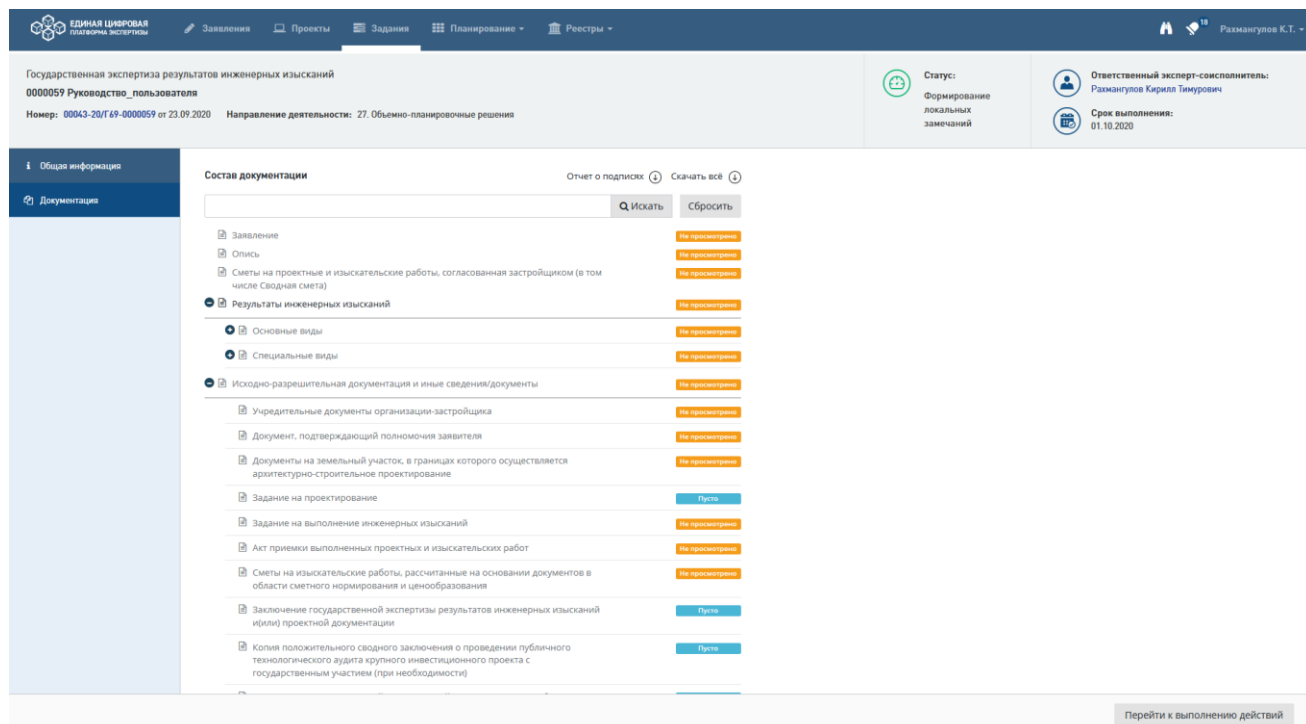 ЕДИНАЯ ЦИФРОВАЯ
ПЛАТФОРМА ЭКСПЕРТИЗЫ
Заявления
Проекты
Задания
Планирование
Реестры
18
Рахмангулов К.Т.
Государственная экспертиза результатов инженерных изысканий
0000059 Руководство_пользователя
Номер: 00043-20/Г69-0000059 от 23.09.2020 Направление деятельности: 27. Объемно-планировочные решения
Статус:
Формирование
локальных
замечаний
Ответственный эксперт-соисполнитель:
Рахмангулов Кирилл Тимурович
Срок выполнения:
01.10.2020
Общая информация
Документация
Состав документации
Отчет о подписях
Скачать всё
Искать
Сбросить
Заявление
Не просмотрено
Опись
Не просмотрено
Сметы на проектные и изыскательские работы, согласованная застройщиком (в том
числе Сводная смета)
Не просмотрено
Результаты инженерных изысканий
Не просмотрено
Основные виды
Не просмотрено
Специальные виды
Не просмотрено
Исходно-разрешительная документация и иные сведения/документы
Не просмотрено
Учредительные документы организации-застройщика
Не просмотрено
Документ, подтверждающий полномочия заявителя
Не просмотрено
Документы на земельный участок, в границах которого осуществляется
архитектурно-строительное проектирование
Не просмотрено
Задание на проектирование
Пусто
Задание на выполнение инженерных изысканий
Не просмотрено
Акт приемки выполненных проектных и изыскательских работ
Не просмотрено
Сметы на изыскательские работы, рассчитанные на основании документов в
области сметного нормирования и ценообразования
Не просмотрено
Заключение государственной экспертизы результатов инженерных изысканий
и(или) проектной документации
Пусто
Копия положительного сводного заключения о проведении публичного
технологического аудита крупного инвестиционного проекта с
государственным участием (при необходимости)
Пусто
Перейти к выполнению действий